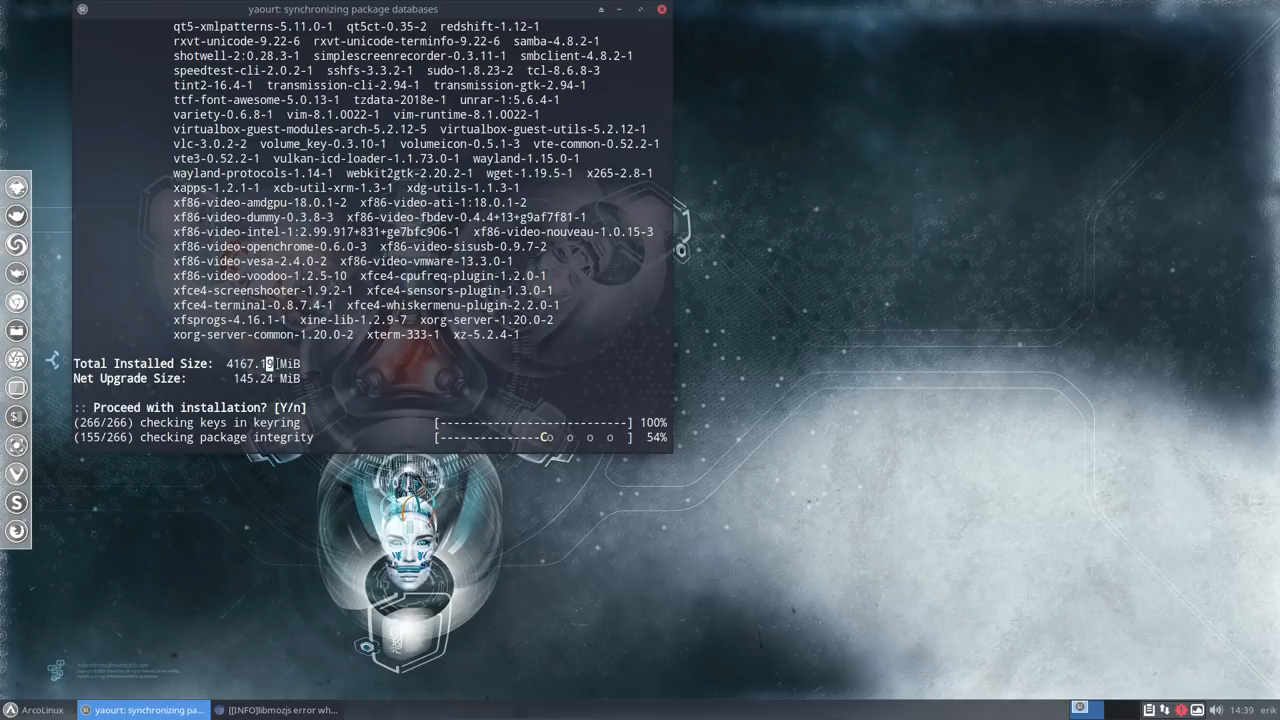 yaourt: synchronizing package databases
qt5-xmlpatterns-5.11.0-1 qt5ct-0.35-2 redshift-1.12-1
rxvt-unicode-9.22-6 rxvt-unicode-terminfo-9.22-6 samba-4.8.2-1
shotwell-2:0.28.3-1 simplescreenrecorder-0.3.11-1 smbclient-4.8.2-1
speedtest-cli-2.0.2-1 sshfs-3.3.2-1 sudo-1.8.23-2 tcl-8.6.8-3
tint2-16.4-1 transmission-cli-2.94-1 transmission-gtk-2.94-1
ttf-font-awesome-5.0.13-1 tzdata-2018e-1 unrar-1:5.6.4-1
variety-0.6.8-1 vim-8.1.0022-1 vim-runtime-8.1.0022-1
virtualbox-guest-modules-arch-5.2.12-5 virtualbox-guest-utils-5.2.12-1
vlc-3.0.2-2 volume_key-0.3.10-1 volumeicon-0.5.1-3 vte-common-0.52.2-1
vte3-0.52.2-1 vulkan-icd-loader-1.1.73.0-1 wayland-1.15.0-1
wayland-protocols-1.14-1 webkit2gtk-2.20.2-1 wget-1.19.5-1 x265-2.8-1
xapps-1.2.1-1 xcb-util-xrm-1.3-1 xdg-utils-1.1.3-1
xf86-video-amdgpu-18.0.1-2 xf86-video-ati-1:18.0.1-2
xf86-video-dummy-0.3.8-3 xf86-video-fbdev-0.4.4+13+g9af7f81-1
xf86-video-intel-1:2.99.917+831+ge7bfc906-1 xf86-video-nouveau-1.0.15-3
xf86-video-openchrome-0.6.0-3 xf86-video-sisusb-0.9.7-2
xf86-video-vesa-2.4.0-2 xf86-video-vmware-13.3.0-1
xf86-video-voodoo-1.2.5-10 xfce4-cpufreq-plugin-1.2.0-1
xfce4-screenshooter-1.9.2-1 xfce4-sensors-plugin-1.3.0-1
xfce4-terminal-0.8.7.4-1 xfce4-whiskermenu-plugin-2.2.0-1
xfsprogs-4.16.1-1 xine-lib-1.2.9-7 xorg-server-1.20.0-2
xorg-server-common-1.20.0-2 xterm-333-1 xz-5.2.4-1
Total Installed Size: 4167.19 MiB
Net Upgrade Size: 145.24 MiB
:: Proceed with installation? [Y/n]
(266/266) checking keys in keyring [----------------------------] 100%
(155/266) checking package integrity [---------------Co o o o ] 54%
ArcoLinux yaourt: synchronizing pa... [[INFO]libmozjs error wh... 14:39 erik